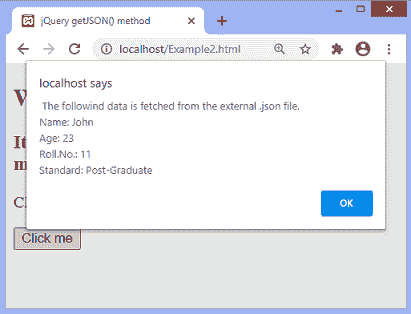 jQuery getJSON() method
localhost/Example2.html
W
localhost says
The followind data is fetched from the external .json file.
Name: John
Age: 23
Roll.No.: 11
Standard: Post-Graduate
OK
It
m
Cl
Click me